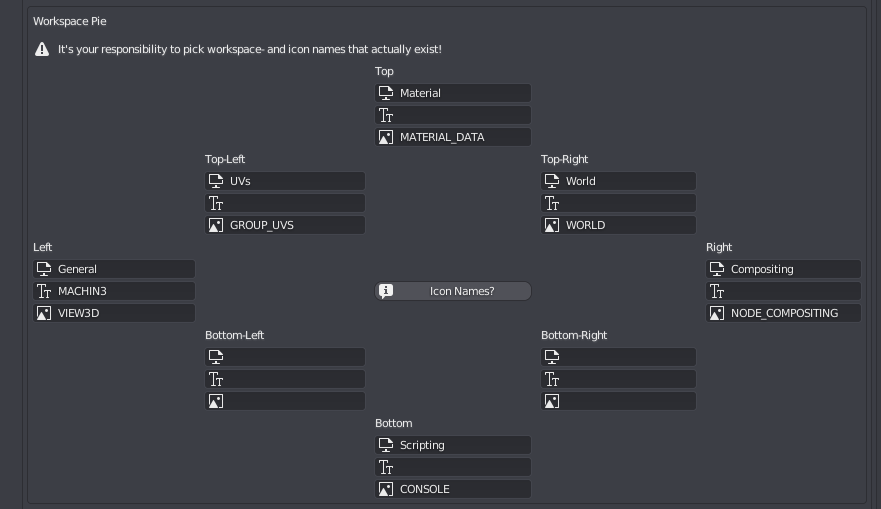 Workspace Pie
It's your responsibility to pick workspace- and icon names that actually exist!
Top
Material
MATERIAL_DATA
Top-Left
UVs
GROUP_UVS
Top-Right
World
WORLD
Left
General
MACHIN3
VIEW3D
Icon Names?
Right
Compositing
NODE_COMPOSITING
Bottom-Left
Bottom-Right
Bottom
Scripting
CONSOLE